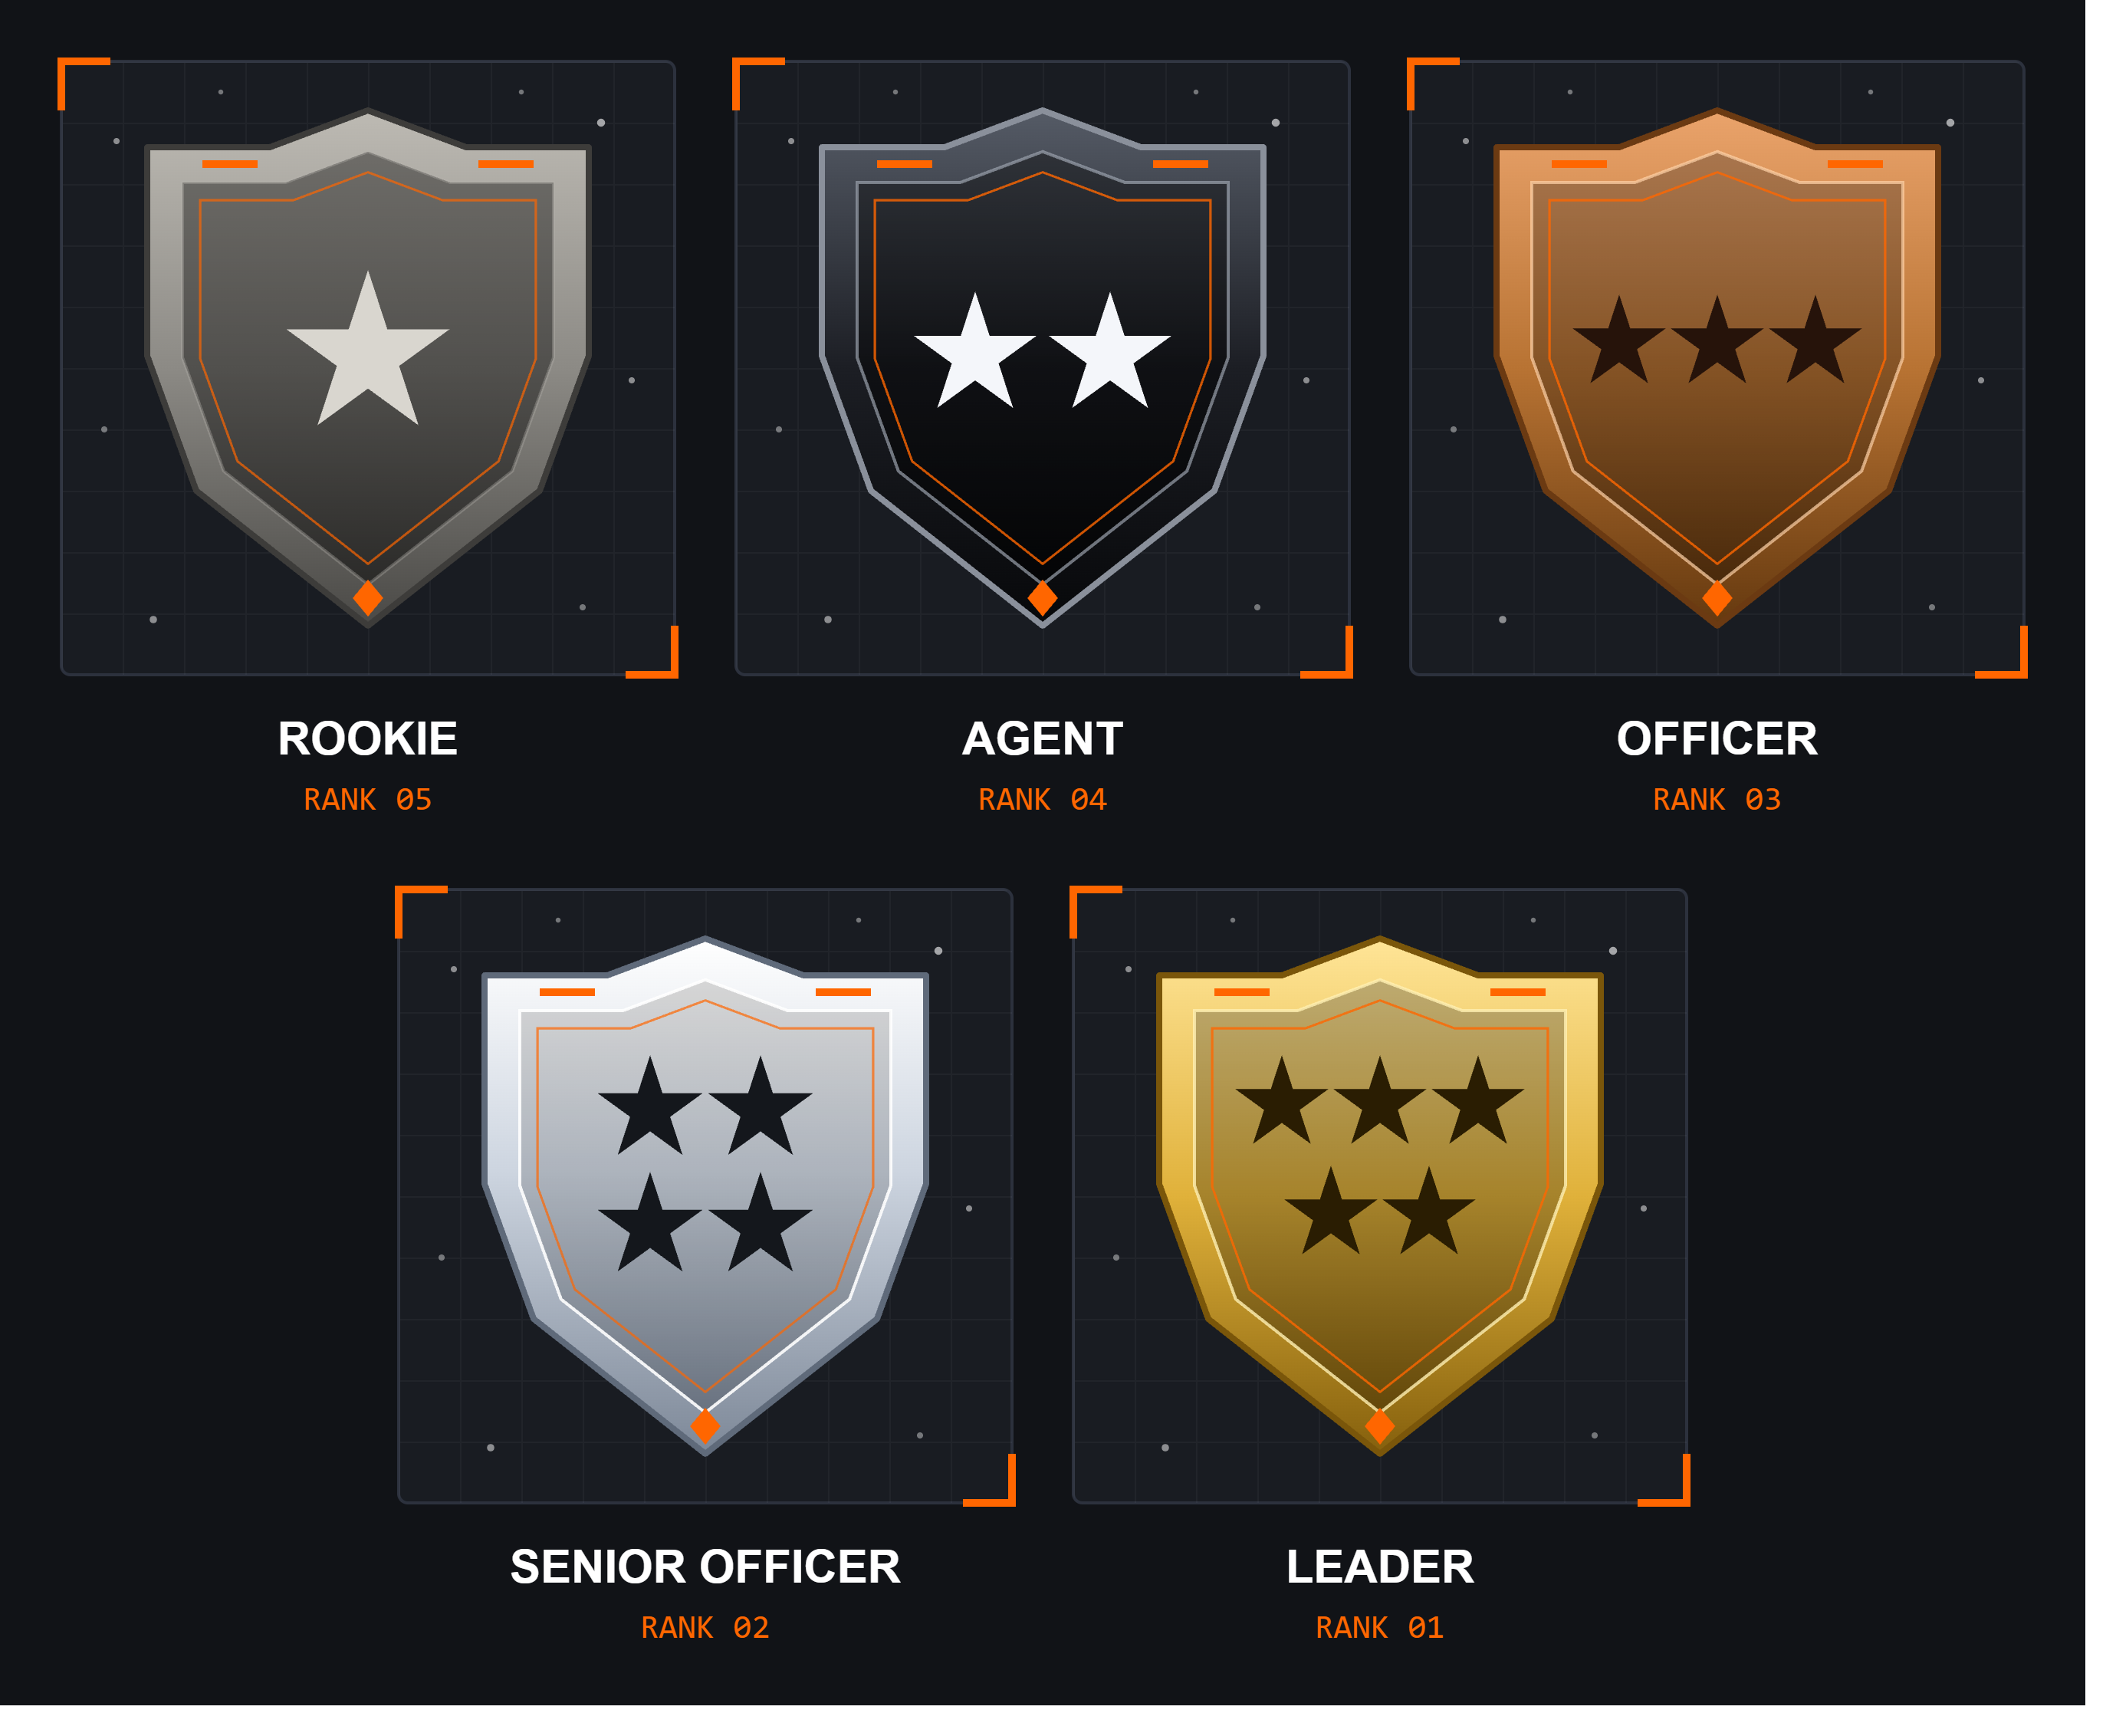 ROOKIE
RANK 05
AGENT
RANK 04
OFFICER
RANK 03
SENIOR OFFICER
RANK 02
LEADER
RANK 01